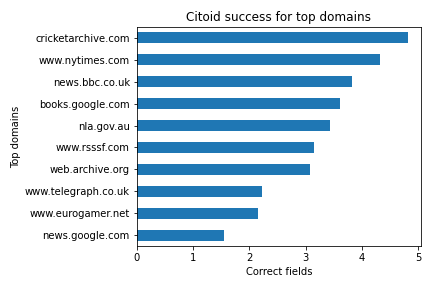 Citoid success for top domains
Top domains
cricketarchive.com
www.nytimes.com
news.bbc.co.uk
books.google.com
nla.gov.au
www.rsssf.com
web.archive.org
www.telegraph.co.uk
www.eurogamer.net
news.google.com
0 1 2 3 4 5
Correct fields